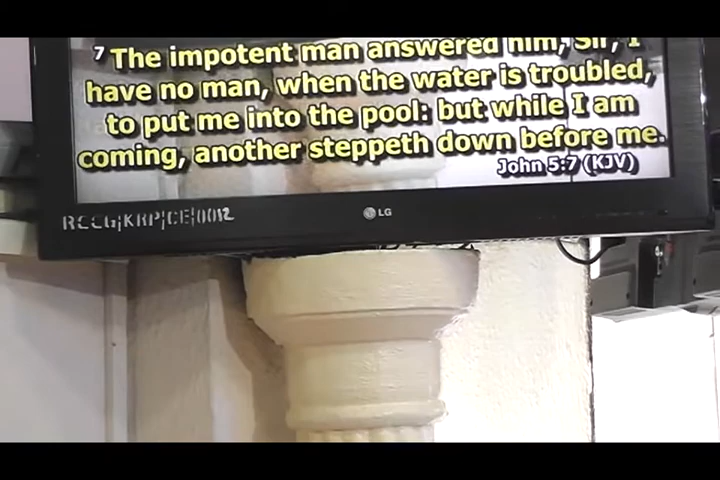 7 The impotent man answered him, Sir, I
have no man, when the water is troubled,
to put me into the pool: but while I am
coming, another steppeth down before me.
John 5:7 (KJV)
RCCG/KRP/CE/0012
LG